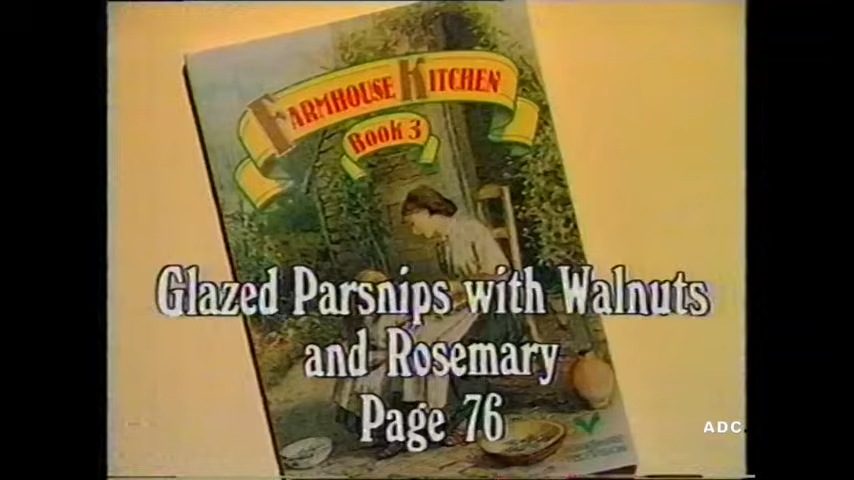 FARMHOUSE KITCHEN
BOOK 3
Glazed Parsnips with Walnuts
and Rosemary
Page 76
ADC.